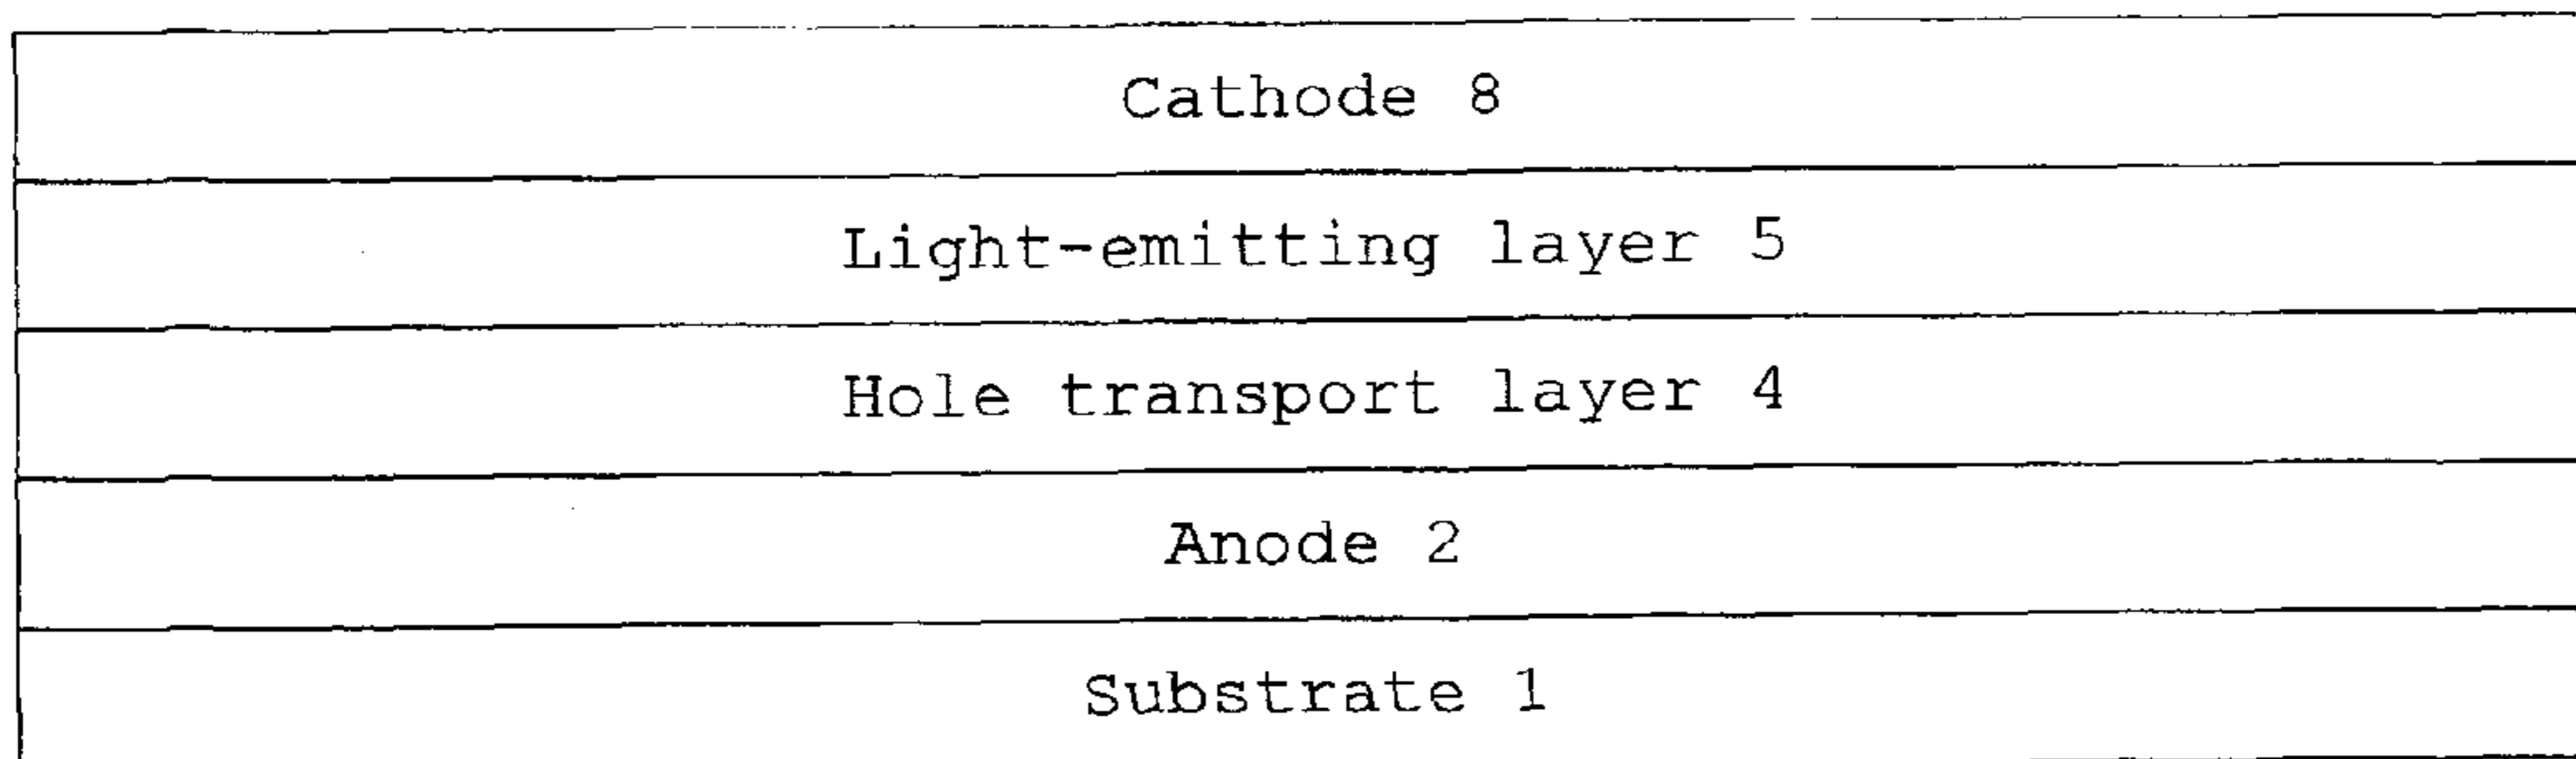 Cathode 8
Light-emitting layer 5
Hole transport layer 4
Anode 2
Substrate 1